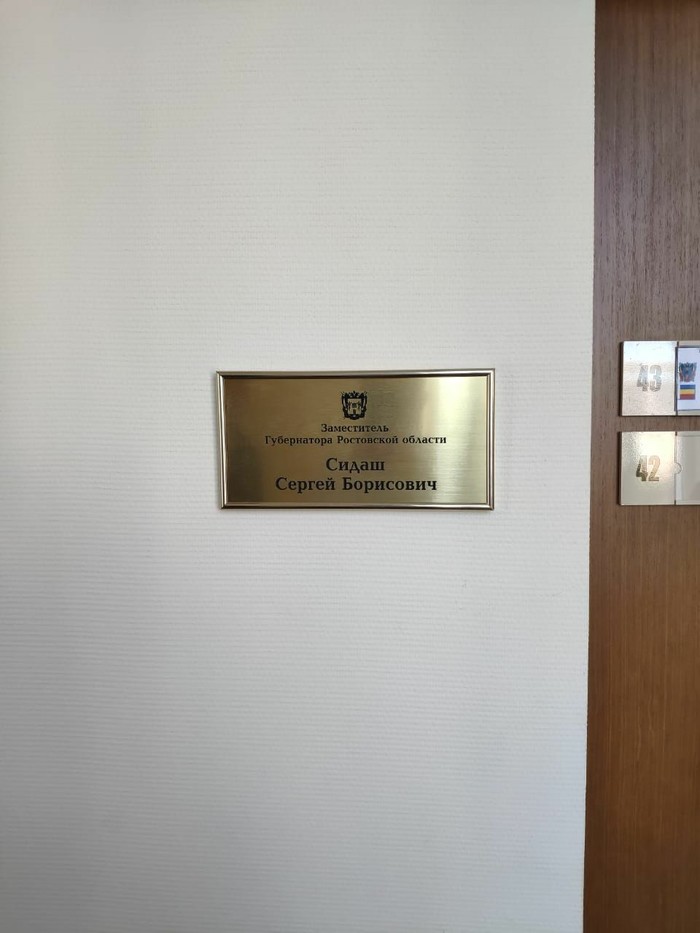 Заместитель
Губернатора Ростовской области
Сидаш
Сергей Борисович
43
42